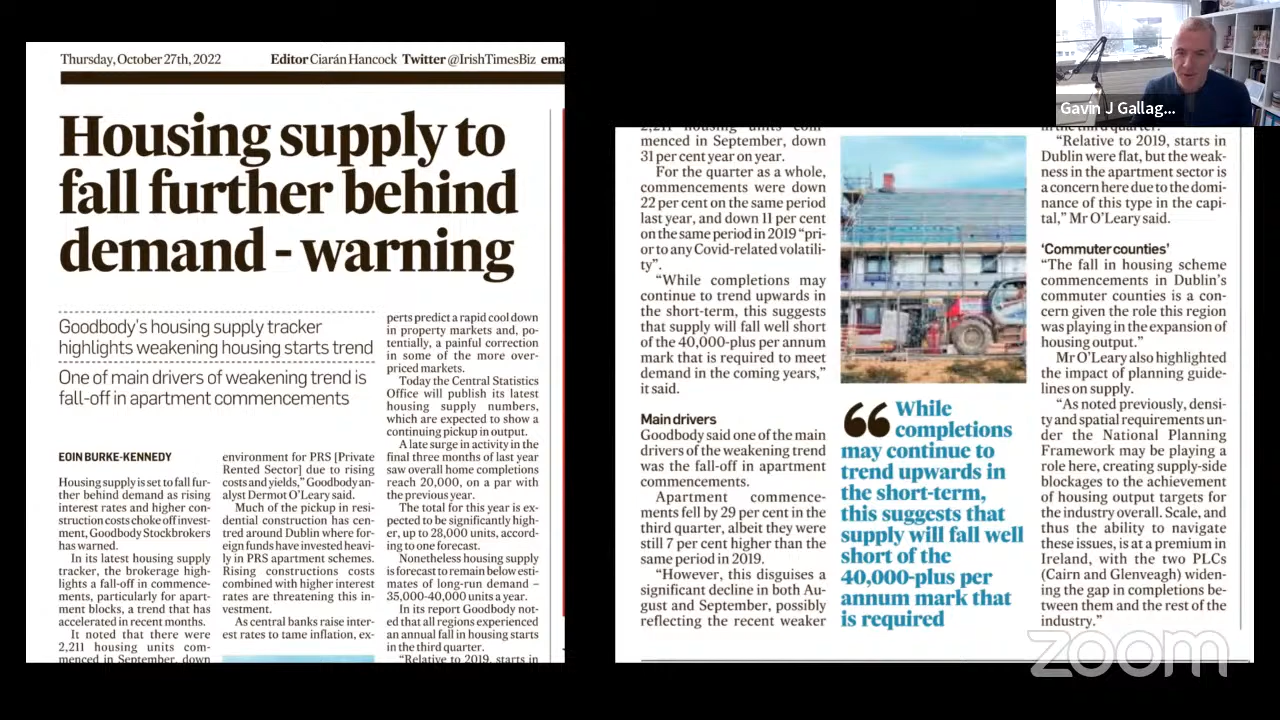 Thursday, October 27th, 2022
Editor Ciarán Hancock Twitter @IrishTimesBiz ema
Housing supply to
fall further behind
demand - warning
Goodbody's housing supply tracker
highlights weakening housing starts trend
One of main drivers of weakening trend is
fall-off in apartment commencements
EOIN BURKE-KENNEDY
Housing supply is set to fall fur-
ther behind demand as rising
interest rates and higher con-
struction costs choke off invest-
ment, Goodbody Stockbrokers
has warned.
In its latest housing supply
tracker, the brokerage high-
lights a fall-off in commence-
ments, particularly for apart-
ment blocks, a trend that has
accelerated in recent months.
It noted that there were
2,211 housing units com-
menced in September, down
environment for PRS [Private
Rented Sector] due to rising
costs and yields," Goodbody an-
alyst Dermot O'Leary said.
Much of the pickup in resi-
dential construction has cen-
tred around Dublin where for-
eign funds have invested heavi-
ly in PRS apartment schemes.
Rising constructions costs
combined with higher interest
rates are threatening this in-
vestment.
As central banks raise inter-
est rates to tame inflation, ex-
perts predict a rapid cool down
in property markets and, po-
tentially, a painful correction
in some of the more over-
priced markets.
Today the Central Statistics
Office will publish its latest
housing supply numbers,
which are expected to show a
continuing pickup in output.
A late surge in activity in the
final three months of last year
saw overall home completions
reach 20,000, on a par with
the previous year.
The total for this year is ex-
pected to be significantly high-
er, up to 28,000 units, accord-
ing to one forecast.
Nonetheless housing supply
is forecast to remain below esti-
mates of long-run demand –
35,000-40,000 units a year.
In its report Goodbody not-
ed that all regions experienced
an annual fall in housing starts
in the third quarter.
"Relative to 2019, starts in
2,211 housing units com-
menced in September, down
31 per cent year on year.
For the quarter as a whole,
commencements were down
22 per cent on the same period
last year, and down 11 per cent
on the same period in 2019 "pri-
or to any Covid-related volatili-
ty".
"While completions may
continue to trend upwards in
the short-term, this suggests
that supply will fall well short
of the 40,000-plus per annum
mark that is required to meet
demand in the coming years,"
it said.
Main drivers
Goodbody said one of the main
drivers of the weakening trend
was the fall-off in apartment
commencements.
Apartment commence-
ments fell by 29 per cent in the
third quarter, albeit they were
still 7 per cent higher than the
same period in 2019.
"However, this disguises a
significant decline in both Au-
gust and September, possibly
reflecting the recent weaker
“ While
completions
may continue to
trend upwards in
the short-term,
this suggests that
supply will fall well
short of the
40,000-plus per
annum mark that
is required
in the third quarter.
"Relative to 2019, starts in
Dublin were flat, but the weak-
ness in the apartment sector is
a concern here due to the domi-
nance of this type in the capi-
tal," Mr O'Leary said.
'Commuter counties'
"The fall in housing scheme
commencements in Dublin's
commuter counties is a con-
cern given the role this region
was playing in the expansion of
housing output."
Mr O'Leary also highlighted
the impact of planning guide-
lines on supply.
"As noted previously, densi-
ty and spatial requirements un-
der the National Planning
Framework may be playing a
role here, creating supply-side
blockages to the achievement
of housing output targets for
the industry overall. Scale, and
thus the ability to navigate
these issues, is at a premium in
Ireland, with the two PLCs
(Cairn and Glenveagh) widen-
ing the gap in completions be-
tween them and the rest of the
industry."
Gavin J Gallag...
zoom